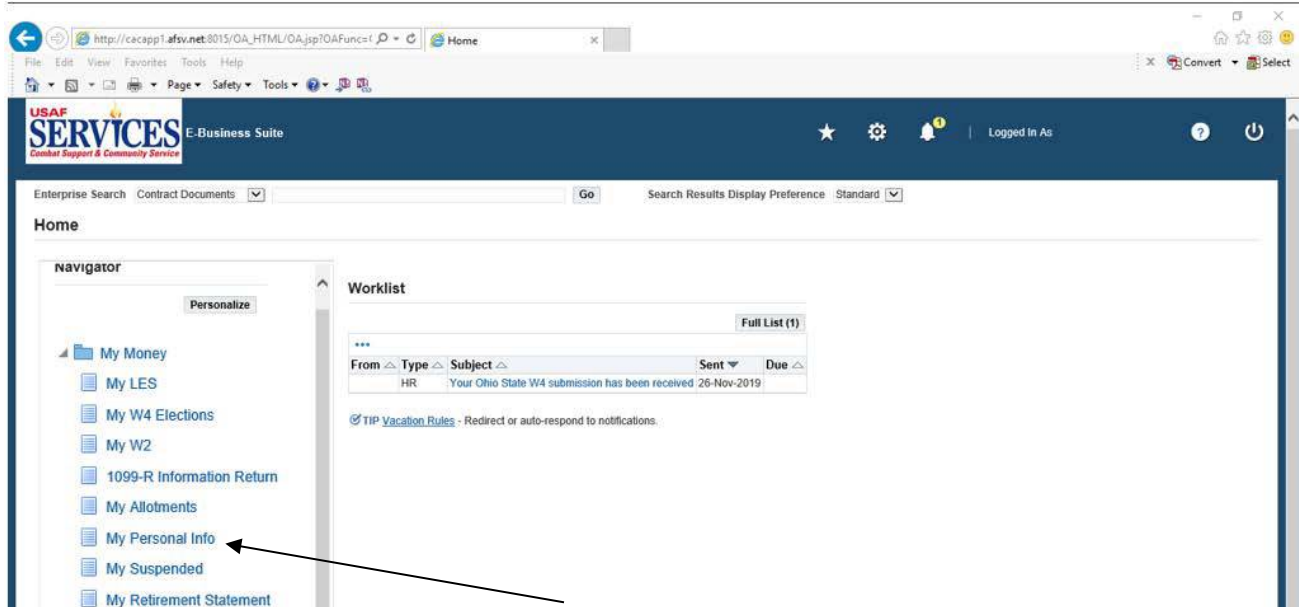 http://cacapp1.afsv.net:8015/OA_HTML/OA.jsp?OAFunc=(
Home
File Edit View Favorites Tools Help
Convert Select
Page Safety Tools
USAF
SERVICES
Combat Support & Community Service
E-Business Suite
1
Logged In As
?
Enterprise Search Contract Documents Go Search Results Display Preference Standard
Home
Navigator
Personalize
My Money
My LES
My W4 Elections
My W2
1099-R Information Return
My Allotments
My Personal Info
My Suspended
My Retirement Statement
Worklist
Full List (1)
...
From Type Subject Sent Due
HR Your Ohio State W4 submission has been received 26-Nov-2019
TIP Vacation Rules - Redirect or auto-respond to notifications.